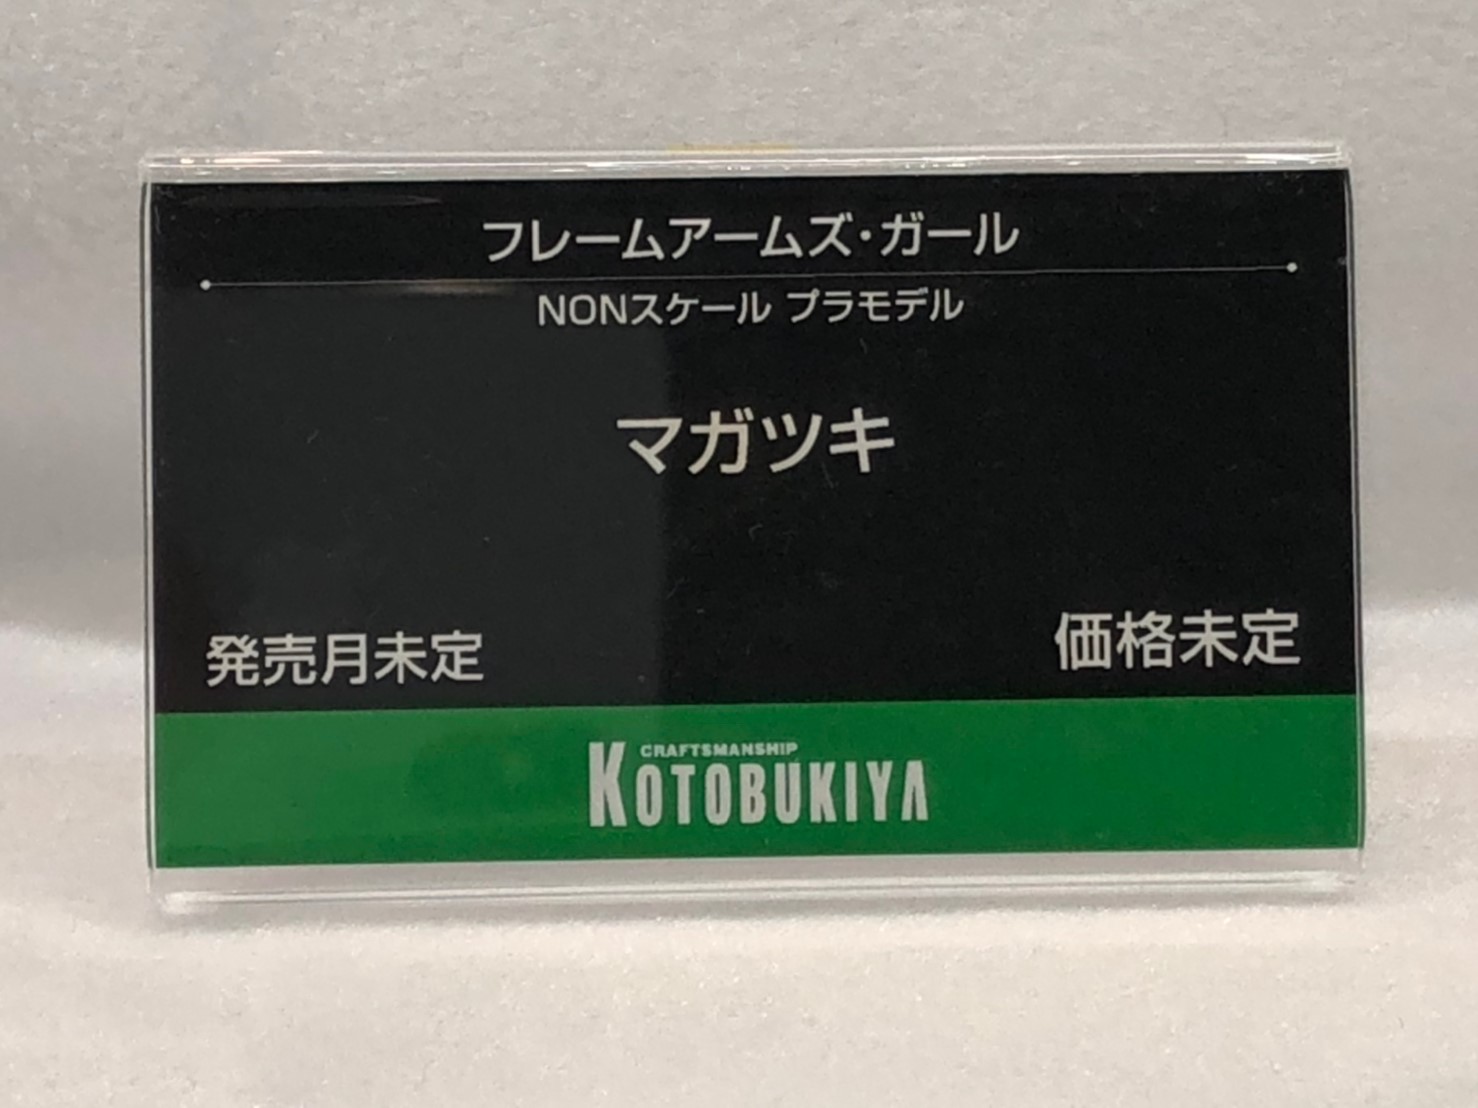 フレームアームズ・ガール
NONスケール プラモデル
マガツキ
発売月未定
価格未定
CRAFTSMANSHIP
KOTOBUKIYA